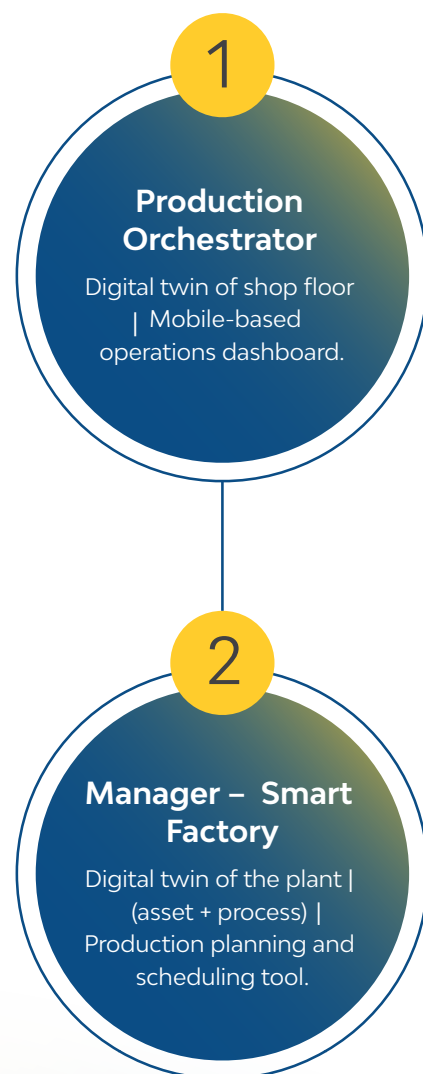 1
Production
Orchestrator
Digital twin of shop floor
| Mobile-based
operations dashboard.
2
Manager – Smart
Factory
Digital twin of the plant |
(asset + process) |
Production planning and
scheduling tool.